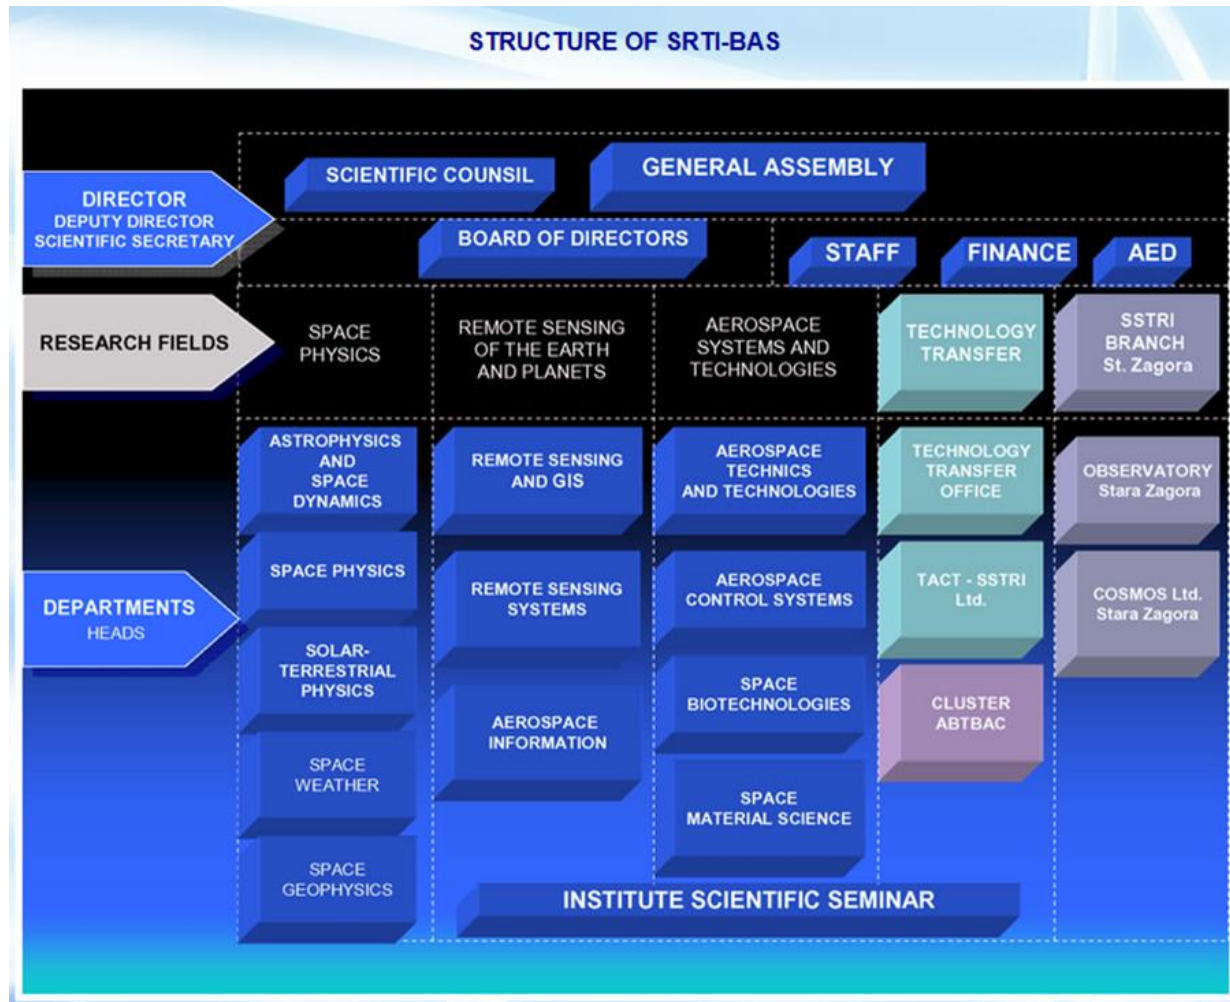 STRUCTURE OF SRTI-BAS
DIRECTOR
DEPUTY DIRECTOR
SCIENTIFIC SECRETARY
SCIENTIFIC COUNSIL
GENERAL ASSEMBLY
BOARD OF DIRECTORS
STAFF
FINANCE
AED
RESEARCH FIELDS
SPACE
PHYSICS
REMOTE SENSING
OF THE EARTH
AND PLANETS
AEROSPACE
SYSTEMS AND
TECHNOLOGIES
TECHNOLOGY
TRANSFER
SSTRI
BRANCH
St. Zagora
DEPARTMENTS
HEADS
ASTROPHYSICS
AND
SPACE
DYNAMICS
SPACE PHYSICS
SOLAR-
TERRESTRIAL
PHYSICS
SPACE
WEATHER
SPACE
GEOPHYSICS
REMOTE SENSING
AND GIS
REMOTE SENSING
SYSTEMS
AEROSPACE
INFORMATION
AEROSPACE
TECHNICS
AND TECHNOLOGIES
AEROSPACE
CONTROL SYSTEMS
SPACE
BIOTECHNOLOGIES
SPACE
MATERIAL SCIENCE
TECHNOLOGY
TRANSFER
OFFICE
TACT - SSTRI
Ltd.
CLUSTER
ABTBAC
OBSERVATORY
Stara Zagora
COSMOS Ltd.
Stara Zagora
INSTITUTE SCIENTIFIC SEMINAR